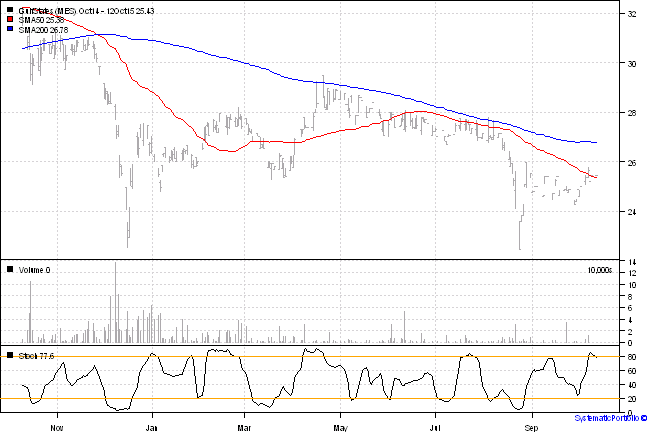 GulfStates (MES) Oct14 - 12Oct15 25.43
SMA50 25.38
SMA200 26.78
32
30
28
26
24
Volume 0
10,000s
14
12
10
8
6
4
2
0
Stoch 77.6
80
60
40
20
0
Nov Jan Mar May Jul Sep
SystematicPortfolio ©